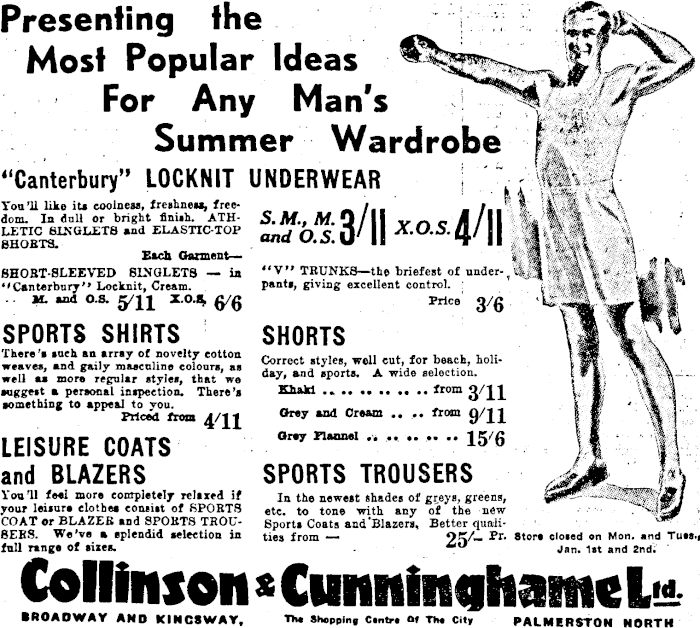 Presenting the
Most Popular Ideas
For Any Man's
Summer Wardrobe
"Canterbury" LOCKNIT UNDERWEAR
You'll like its coolness, freshness, free-
dom. In dull or bright finish. ATH-
LETIC SINGLETS and ELASTIC-TOP
SHORTS.
Each Garment—
S.M., M. and O.S. 3/11 X.O.S. 4/11
SHORT-SLEEVED SINGLETS — in
"Canterbury" Locknit, Cream.
M. and O.S. 5/11 X.O.S. 6/6
"V" TRUNKS—the briefest of under-
pants, giving excellent control.
Price 3/6
SPORTS SHIRTS
There's such an array of novelty cotton
weaves, and gaily masculine colours, as
well as more regular styles, that we
suggest a personal inspection. There's
something to appeal to you.
Priced from 4/11
SHORTS
Correct styles, well cut, for beach, holi-
day, and sports. A wide selection.
Khaki .. .. .. .. .. from 3/11
Grey and Cream .. .. from 9/11
Grey Flannel .. .. .. .. .. 15/6
LEISURE COATS
and BLAZERS
You'll feel more completely relaxed if
your leisure clothes consist of SPORTS
COAT or BLAZER and SPORTS TROU-
SERS. We've a splendid selection in
full range of sizes.
SPORTS TROUSERS
In the newest shades of greys, greens,
etc. to tone with any of the new
Sports Coats and Blazers. Better quali-
ties from — 25/- Pr.
Store closed on Mon. and Tues.,
Jan. 1st and 2nd.
Collinson & Cunninghame Ltd.
BROADWAY AND KINGSWAY, The Shopping Centre Of The City PALMERSTON NORTH